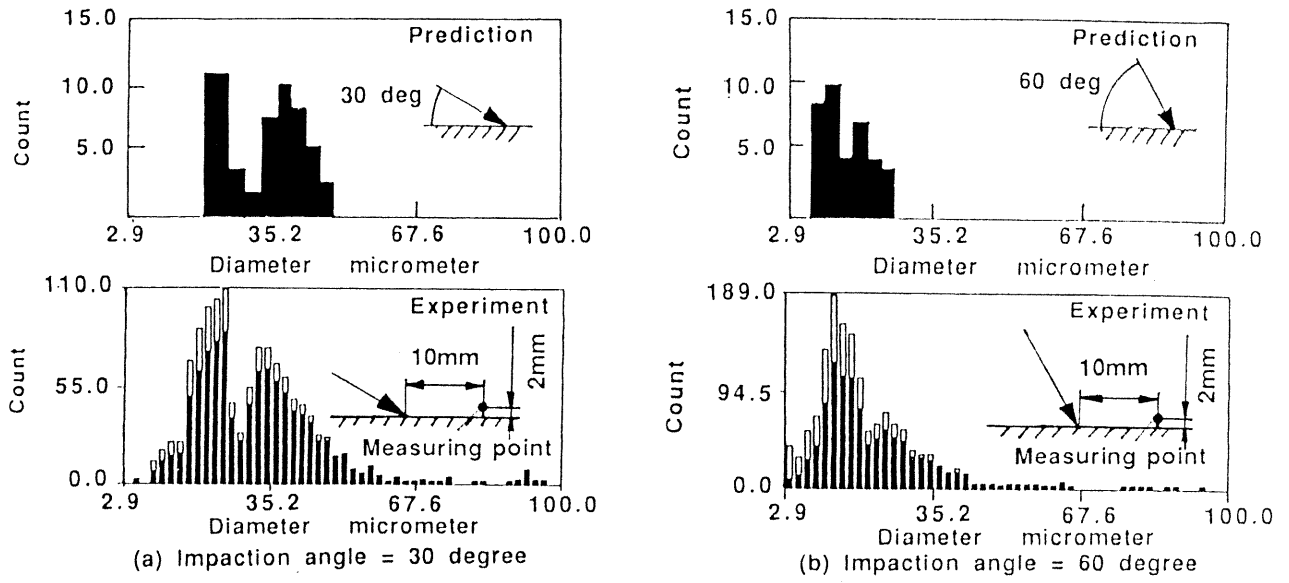 15.0
Prediction
10.0
30 deg
5.0
Count
2.9 35.2 67.6 100.0
Diameter micrometer
110.0
Experiment
10mm
2mm
55.0
Count
Measuring point
0.0
2.9 35.2 67.6 100.0
Diameter micrometer
(a) Impaction angle = 30 degree
15.0
Prediction
10.0
60 deg
5.0
Count
2.9 35.2 67.6 100.0
Diameter micrometer
189.0
Experiment
10mm
2mm
94.5
Count
Measuring point
0.0
2.9 35.2 67.6 100.0
Diameter micrometer
(b) Impaction angle = 60 degree